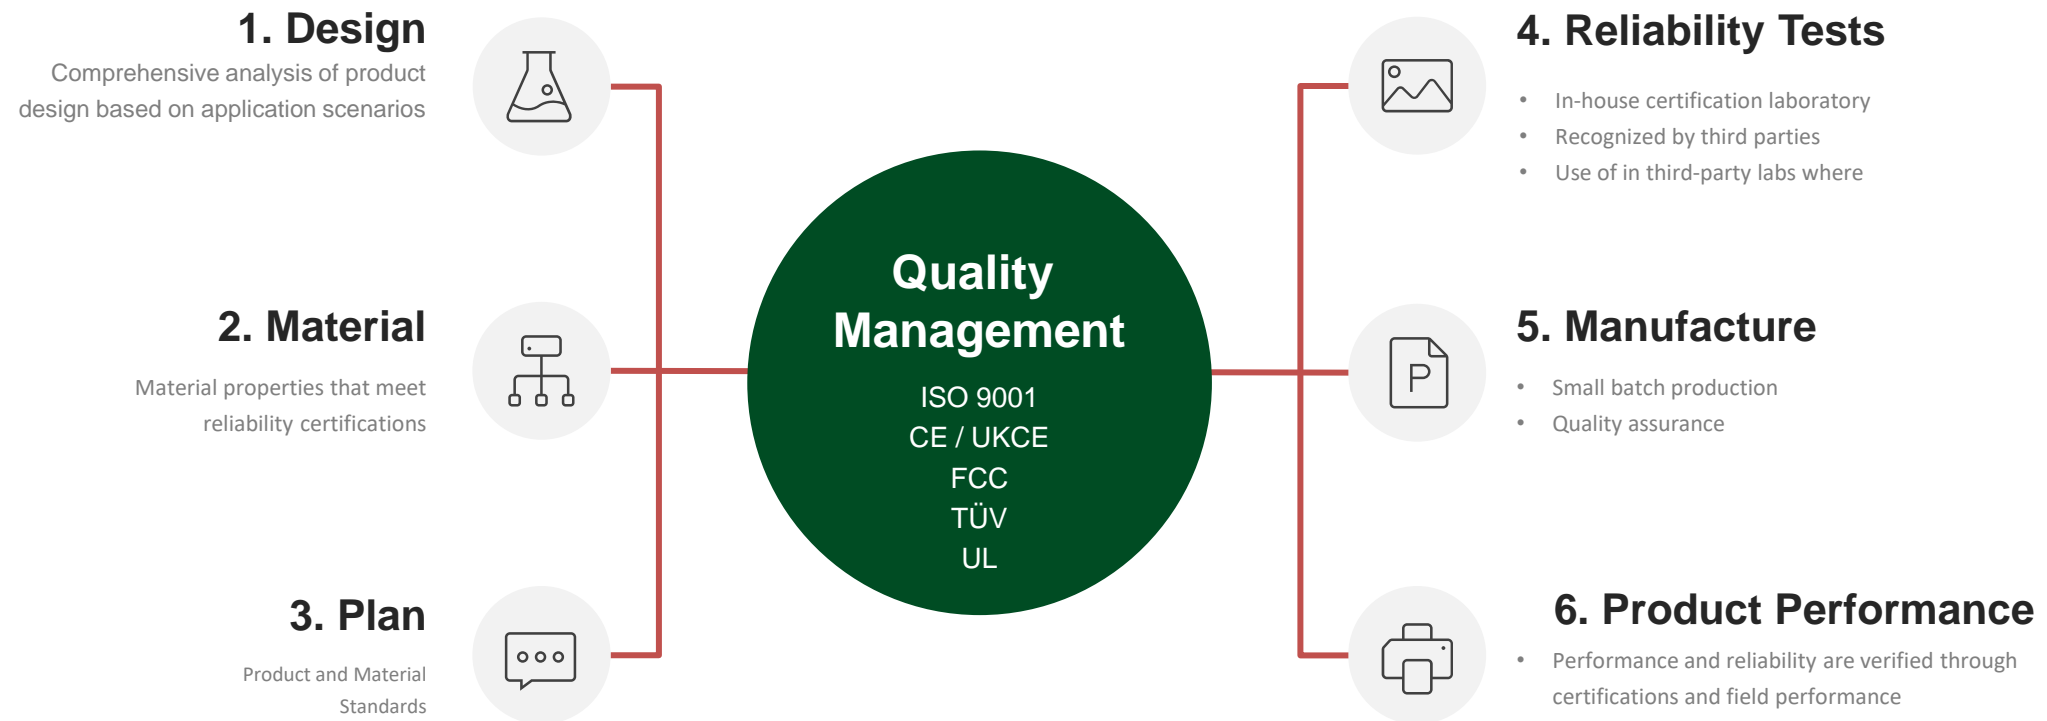 1. Design
Comprehensive analysis of product
design based on application scenarios
2. Material
Material properties that meet
reliability certifications
3. Plan
Product and Material
Standards
Quality
Management
ISO 9001
CE / UKCE
FCC
TÜV
UL
4. Reliability Tests
• In-house certification laboratory
• Recognized by third parties
• Use of in third-party labs where
P
5. Manufacture
• Small batch production
• Quality assurance
6. Product Performance
• Performance and reliability are verified through
certifications and field performance